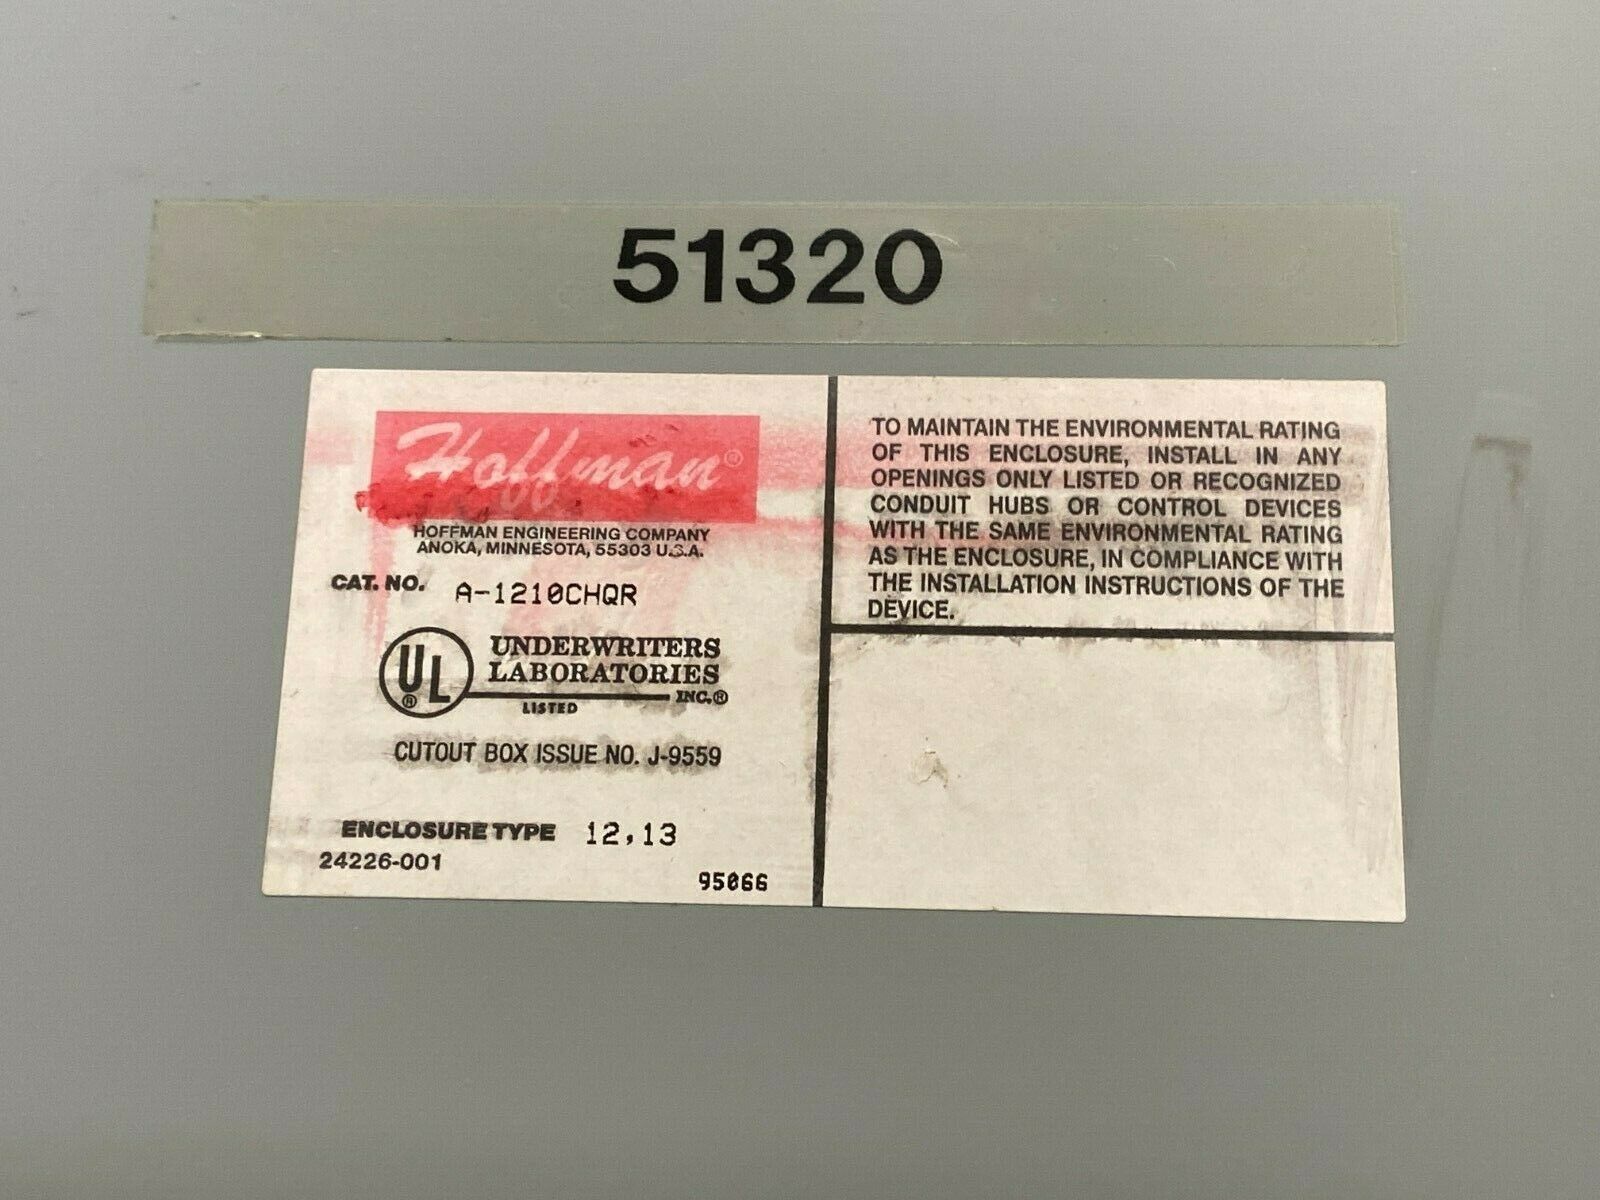 51320
Hoffman®
HOFFMAN ENGINEERING COMPANY
ANOKA, MINNESOTA, 55303 U.S.A.
CAT. NO. A-1210CHQR
UL® UNDERWRITERS
LABORATORIES
INC.®
LISTED
CUTOUT BOX ISSUE NO. J-9559
ENCLOSURE TYPE 12,13
24226-001
95066
TO MAINTAIN THE ENVIRONMENTAL RATING
OF THIS ENCLOSURE, INSTALL IN ANY
OPENINGS ONLY LISTED OR RECOGNIZED
CONDUIT HUBS OR CONTROL DEVICES
WITH THE SAME ENVIRONMENTAL RATING
AS THE ENCLOSURE, IN COMPLIANCE WITH
THE INSTALLATION INSTRUCTIONS OF THE
DEVICE.